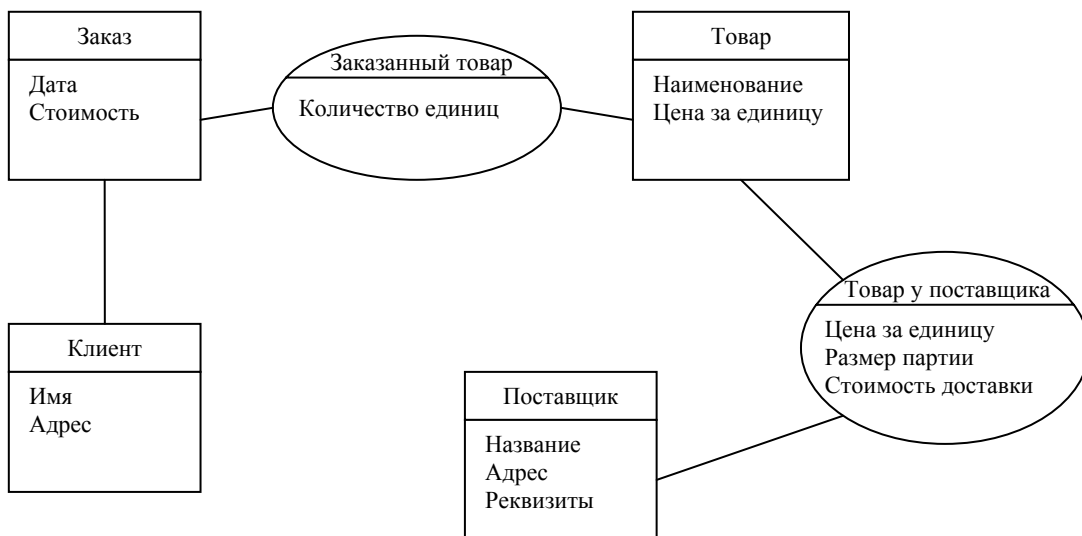 Заказ
Дата
Стоимость
Заказанный товар
Количество единиц
Товар
Наименование
Цена за единицу
Товар у поставщика
Цена за единицу
Размер партии
Стоимость доставки
Клиент
Имя
Адрес
Поставщик
Название
Адрес
Реквизиты